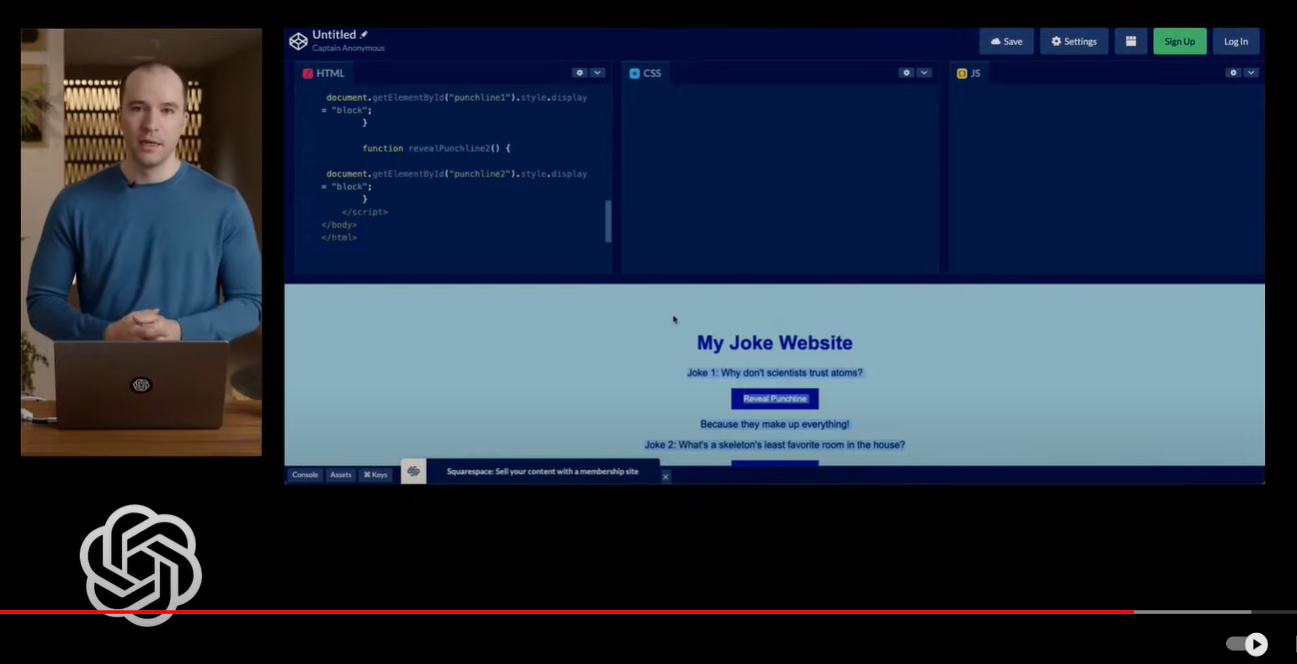 Untitled
Captain Anonymous
Save
Settings
Sign Up
Log In
HTML
CSS
JS
document.getElementById("punchline1").style.display
= "block";
}
function revealPunchline2() {
document.getElementById("punchline2").style.display
= "block";
}
</script>
</body>
</html>
My Joke Website
Joke 1: Why don't scientists trust atoms?
Reveal Punchline
Because they make up everything!
Joke 2: What's a skeleton's least favorite room in the house?
Console
Assets
⌘ Keys
Squarespace: Sell your content with a membership site
×